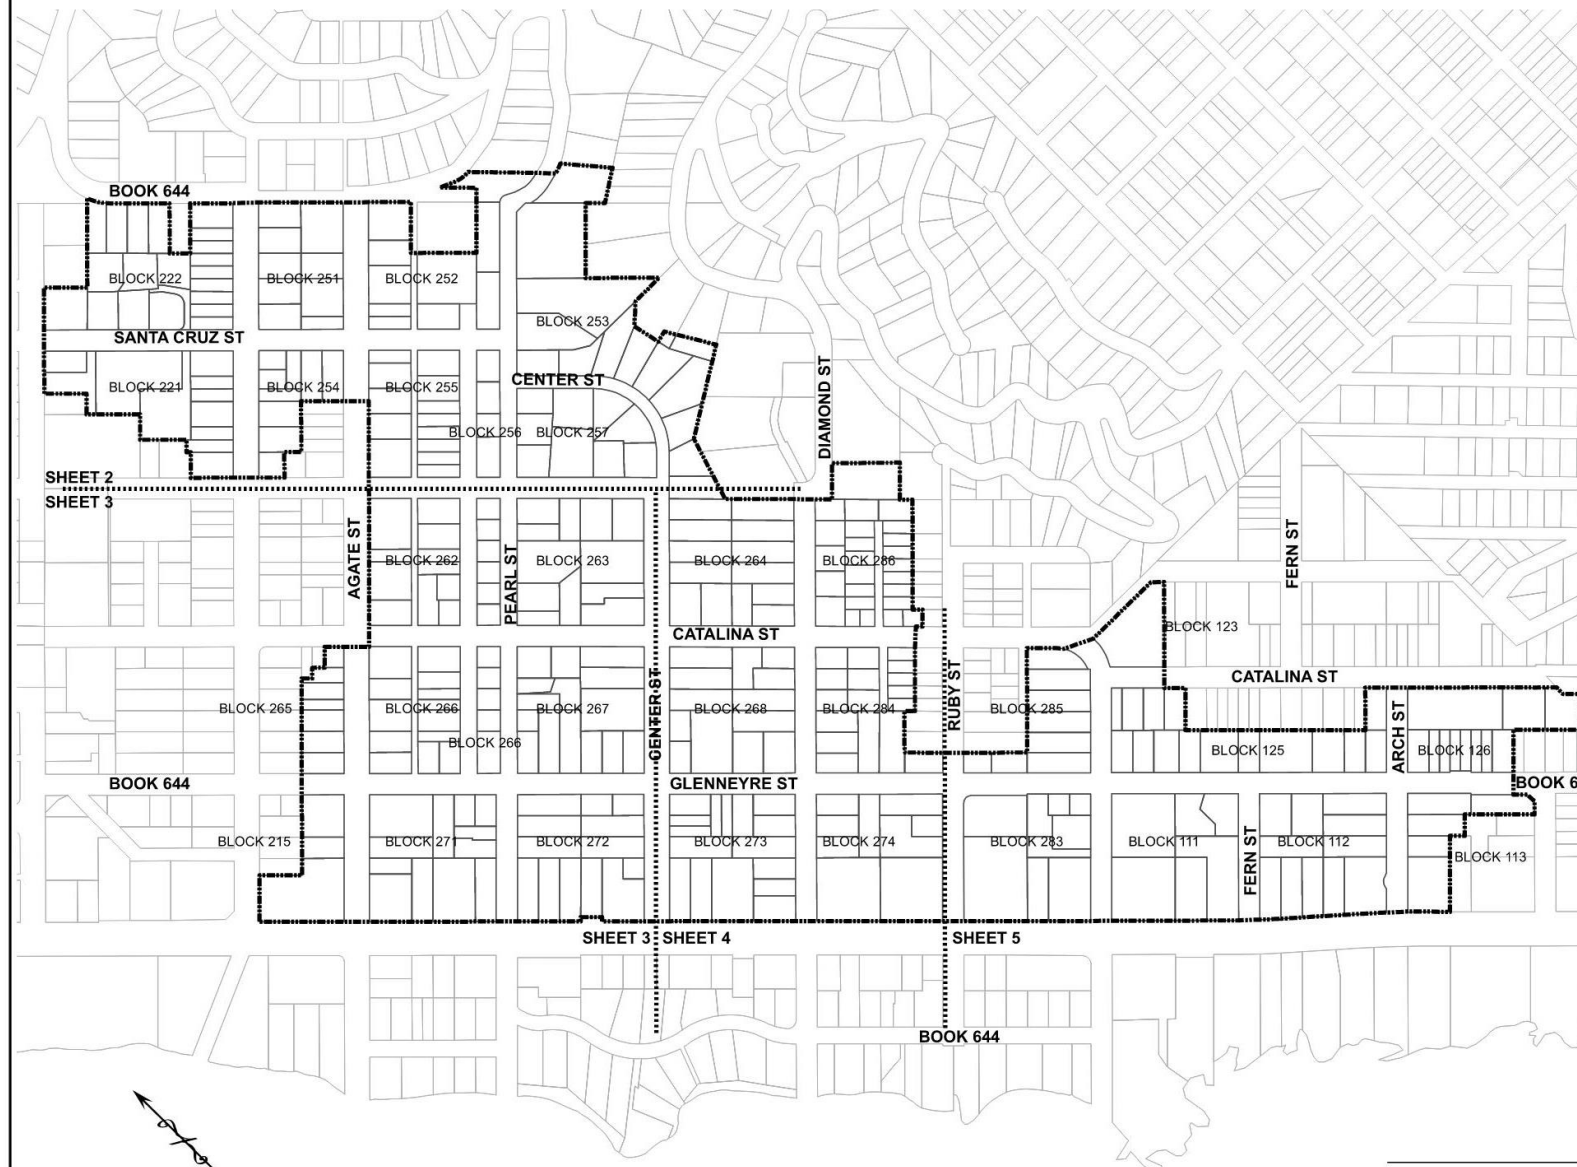 BOOK 644
BLOCK 222
BLOCK 251
BLOCK 252
BLOCK 253
SANTA CRUZ ST
CENTER ST
DIAMOND ST
BLOCK 221
BLOCK 254
BLOCK 255
BLOCK 256
BLOCK 257
SHEET 2
SHEET 3
AGATE ST
PEARL ST
FERN ST
BLOCK 262
BLOCK 263
BLOCK 264
BLOCK 286
CATALINA ST
BLOCK 123
CATALINA ST
CENTER ST
RUBY ST
ARCH ST
BLOCK 265
BLOCK 266
BLOCK 267
BLOCK 268
BLOCK 284
BLOCK 285
BLOCK 266
BLOCK 125
BLOCK 126
BOOK 644
GLENNEYRE ST
BOOK 6
BLOCK 215
BLOCK 271
BLOCK 272
BLOCK 273
BLOCK 274
BLOCK 283
BLOCK 111
FERN ST
BLOCK 112
BLOCK 113
SHEET 3
SHEET 4
SHEET 5
BOOK 644